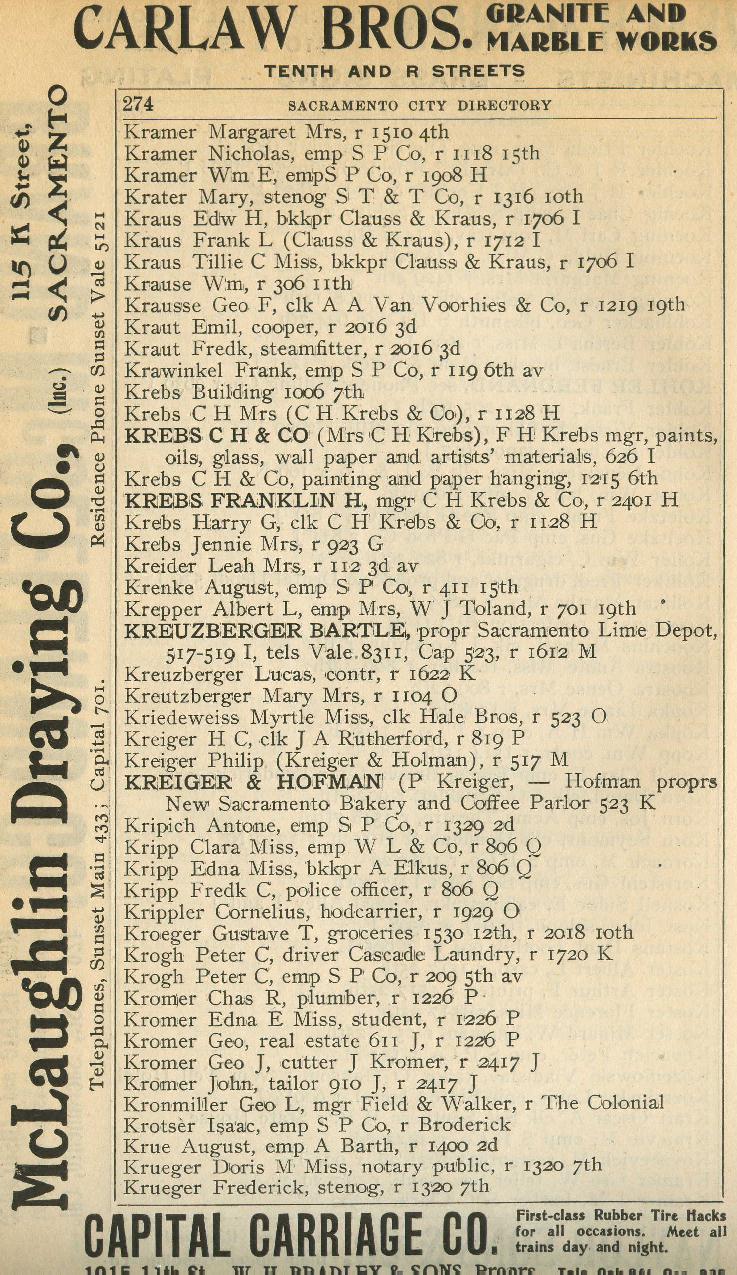 CARLAW BROS. GRANITE AND
MARBLE WORKS
TENTH AND R STREETS
McLaughlin Draying Co., (Inc.) 115 K Street,
SACRAMENTO
Telephones, Sunset Main 433; Capital 701. Residence Phone Sunset Vale 5121
274 SACRAMENTO CITY DIRECTORY
Kramer Margaret Mrs, r 1510 4th
Kramer Nicholas, emp S P Co, r 1118 15th
Kramer Wm E, empS P Co, r 1908 H
Krater Mary, stenog S T & T Co, r 1316 10th
Kraus Edw H, bkkpr Clauss & Kraus, r 1706 I
Kraus Frank L (Clauss & Kraus), r 1712 I
Kraus Tillie C Miss, bkkpr Clauss & Kraus, r 1706 I
Krause Wm, r 306 11th
Krausse Geo F, clk A A Van Voorhies & Co, r 1219 19th
Kraut Emil, cooper, r 2016 3d
Kraut Fredk, steamfitter, r 2016 3d
Krawinkel Frank, emp S P Co, r 119 6th av
Krebs Building 1006 7th
Krebs C H Mrs (C H Krebs & Co), r 1128 H
KREBS C H & CO (Mrs C H Krebs), F H Krebs mgr, paints,
oils, glass, wall paper and artists' materials, 626 I
Krebs C H & Co, painting and paper hanging, 1215 6th
KREBS FRANKLIN H, mgr C H Krebs & Co, r 2401 H
Krebs Harry G, clk C H Krebs & Co, r 1128 H
Krebs Jennie Mrs, r 923 G
Kreider Leah Mrs, r 112 3d av
Krenke August, emp S P Co, r 411 15th
Krepper Albert L, emp Mrs, W J Toland, r 701 19th
KREUZBERGER BARTLE, propr Sacramento Lime Depot,
517-519 I, tels Vale 8311, Cap 523, r 1612 M
Kreuzberger Lucas, contr, r 1622 K
Kreutzberger Mary Mrs, r 1104 O
Kriedeweiss Myrtle Miss, clk Hale Bros, r 523 O
Kreiger H C, clk J A Rutherford, r 819 P
Kreiger Philip (Kreiger & Holman), r 517 M
KREIGER & HOFMAN (P Kreiger, — Hofman proprs
New Sacramento Bakery and Coffee Parlor 523 K
Kripich Antone, emp S P Co, r 1329 2d
Kripp Clara Miss, emp W L & Co, r 806 Q
Kripp Edna Miss, bkkpr A Elkus, r 806 Q
Kripp Fredk C, police officer, r 806 Q
Krippler Cornelius, hodcarrier, r 1929 O
Kroeger Gustave T, groceries 1530 12th, r 2018 10th
Krogh Peter C, driver Cascade Laundry, r 1720 K
Krogh Peter C, emp S P Co, r 209 5th av
Kromer Chas R, plumber, r 1226 P
Kromer Edna E Miss, student, r 1226 P
Kromer Geo, real estate 611 J, r 1226 P
Kromer Geo J, cutter J Kromer, r 2417 J
Kromer John, tailor 910 J, r 2417 J
Kronmiller Geo L, mgr Field & Walker, r The Colonial
Krotser Isaac, emp S P Co, r Broderick
Krue August, emp A Barth, r 1400 2d
Krueger Doris M Miss, notary public, r 1320 7th
Krueger Frederick, stenog, r 1320 7th
CAPITAL CARRIAGE CO. First-class Rubber Tire Hacks
for all occasions. Meet all
trains day and night.
1015 11th St. W. H. BRADLEY & SONS Proprs.